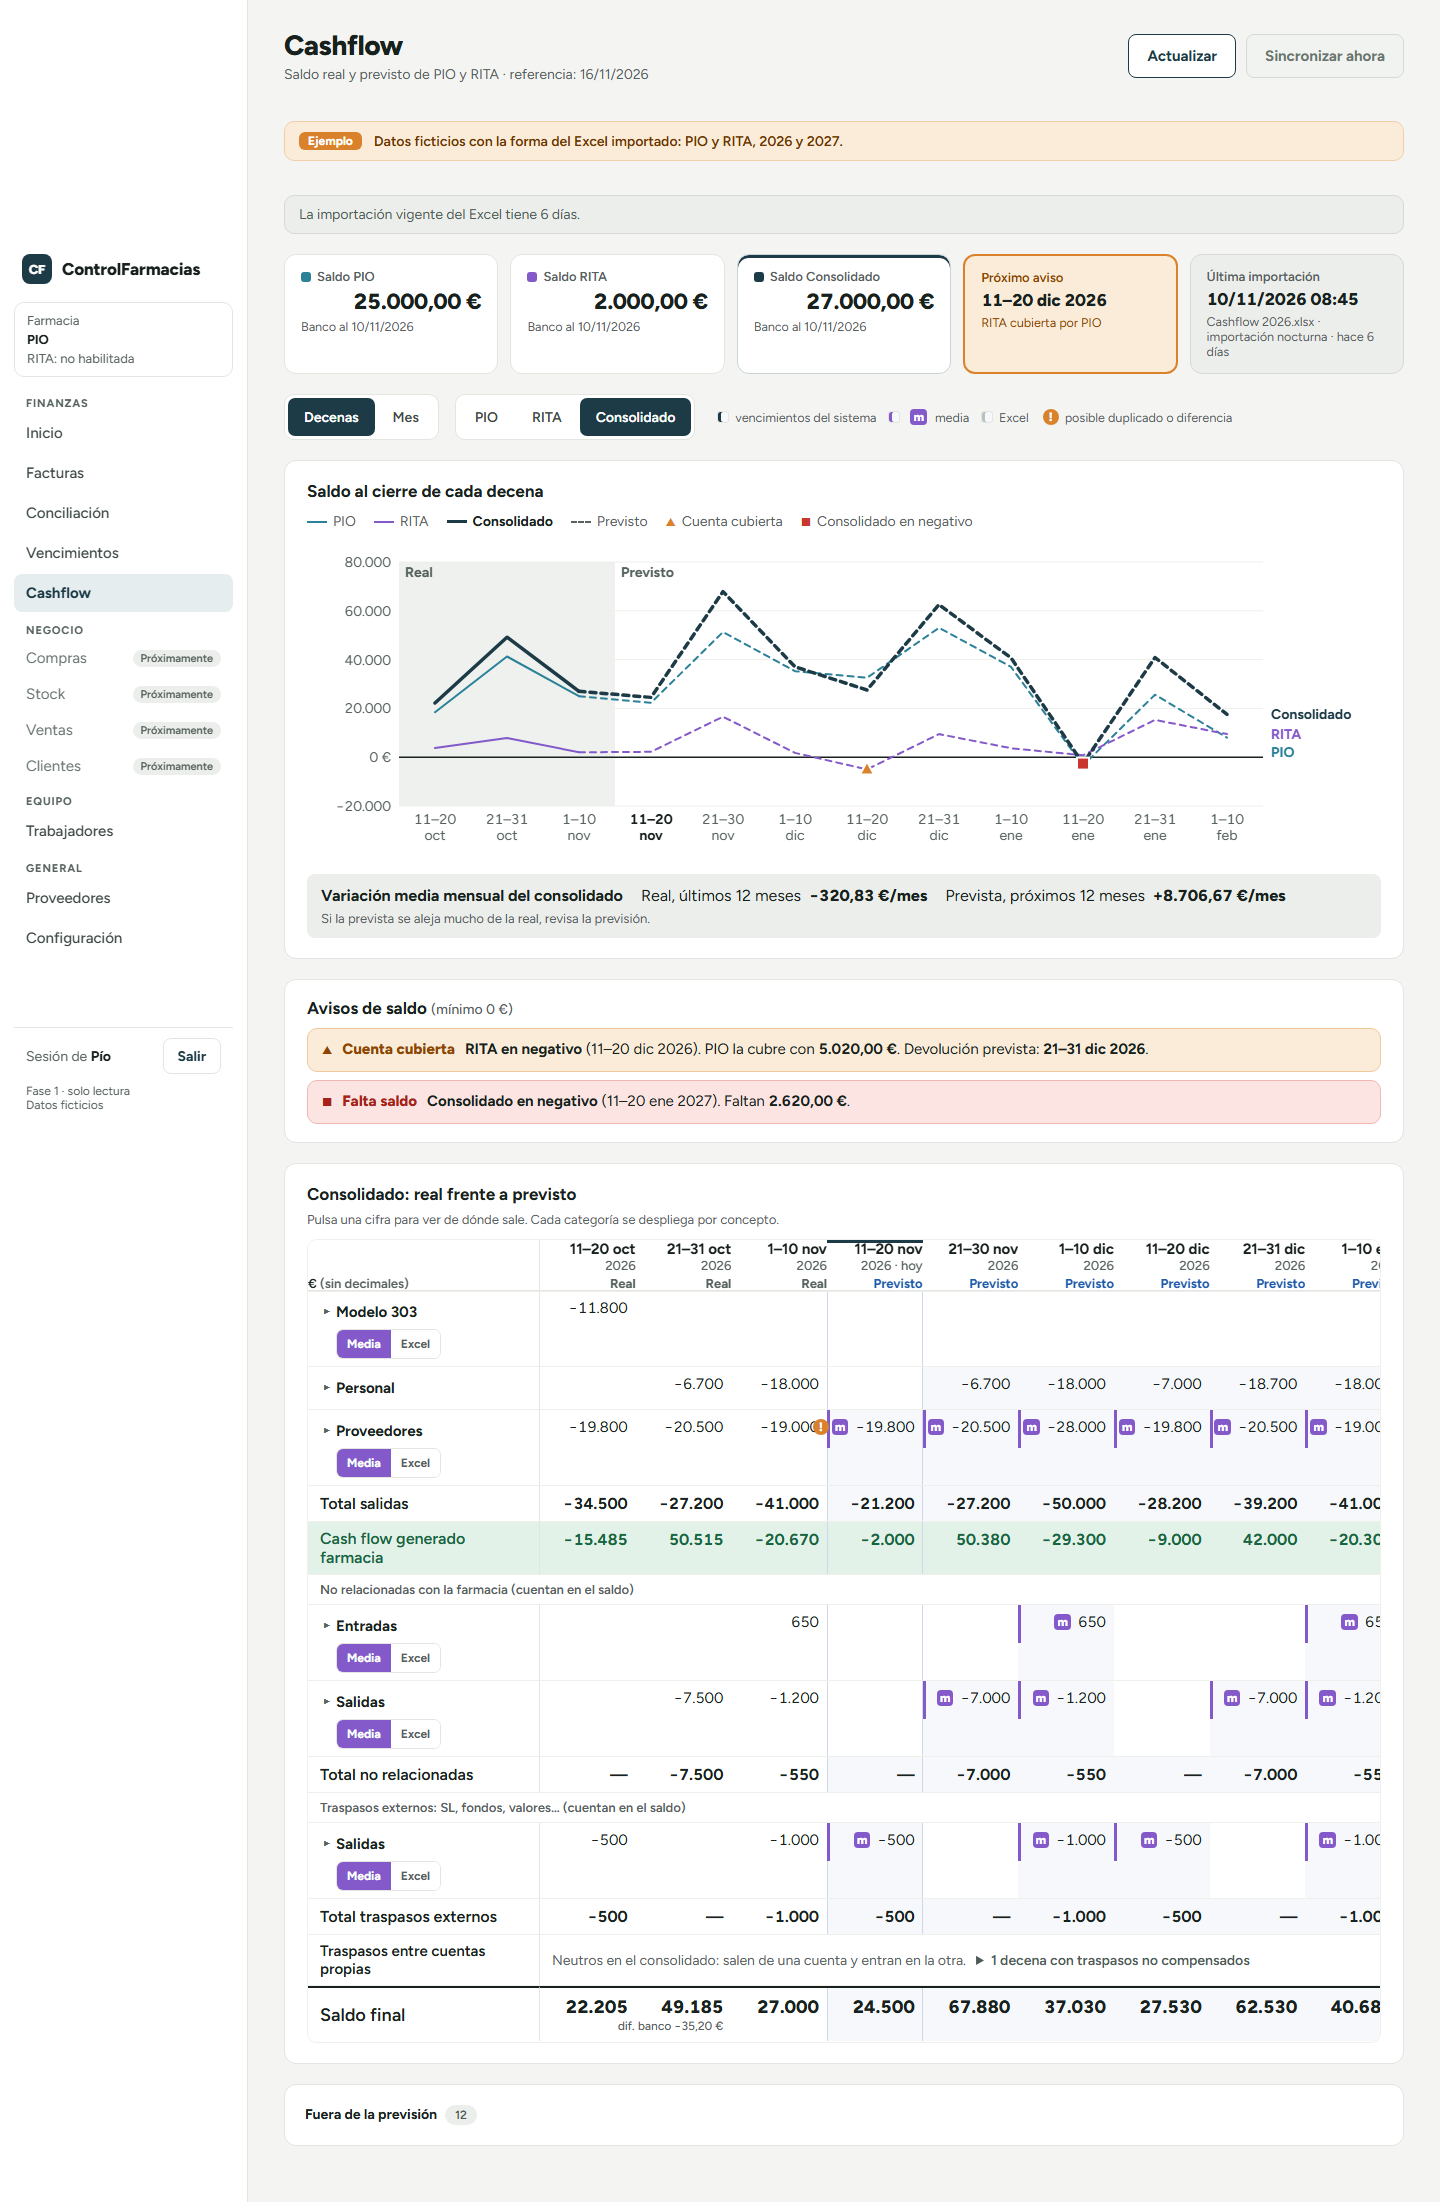 CF ControlFarmacias
Farmacia
PIO
RITA: no habilitada
FINANZAS
Inicio
Facturas
Conciliación
Vencimientos
Cashflow
NEGOCIO
Compras Próximamente
Stock Próximamente
Ventas Próximamente
Clientes Próximamente
EQUIPO
Trabajadores
GENERAL
Proveedores
Configuración
Sesión de Pío Salir
Fase 1 · solo lectura
Datos ficticios
Cashflow
Saldo real y previsto de PIO y RITA · referencia: 16/11/2026
Actualizar Sincronizar ahora
Ejemplo Datos ficticios con la forma del Excel importado: PIO y RITA, 2026 y 2027.
La importación vigente del Excel tiene 6 días.
Saldo PIO
25.000,00 €
Banco al 10/11/2026
Saldo RITA
2.000,00 €
Banco al 10/11/2026
Saldo Consolidado
27.000,00 €
Banco al 10/11/2026
Próximo aviso
11–20 dic 2026
RITA cubierta por PIO
Última importación
10/11/2026 08:45
Cashflow 2026.xlsx ·
importación nocturna · hace 6
días
Decenas Mes PIO RITA Consolidado vencimientos del sistema m media Excel ! posible duplicado o diferencia
Saldo al cierre de cada decena
PIO RITA Consolidado Previsto Cuenta cubierta Consolidado en negativo
Real Previsto
80.000
60.000
40.000
20.000
0 €
−20.000
Consolidado
RITA
PIO
11–20 21–31 1–10 11–20 21–30 1–10 11–20 21–31 1–10 11–20 21–31 1–10
oct oct nov nov nov dic dic dic ene ene ene feb
Variación media mensual del consolidado Real, últimos 12 meses −320,83 €/mes Prevista, próximos 12 meses +8.706,67 €/mes
Si la prevista se aleja mucho de la real, revisa la previsión.
Avisos de saldo (mínimo 0 €)
Cuenta cubierta RITA en negativo (11–20 dic 2026). PIO la cubre con 5.020,00 €. Devolución prevista: 21–31 dic 2026.
Falta saldo Consolidado en negativo (11–20 ene 2027). Faltan 2.620,00 €.
Consolidado: real frente a previsto
Pulsa una cifra para ver de dónde sale. Cada categoría se despliega por concepto.
11–20 oct 21–31 oct 1–10 nov 11–20 nov 21–30 nov 1–10 dic 11–20 dic 21–31 dic 1–10 e
2026 2026 2026 2026 · hoy 2026 2026 2026 2026 20
€ (sin decimales) Real Real Real Previsto Previsto Previsto Previsto Previsto Previ
Modelo 303 −11.800
Media Excel
Personal −6.700 −18.000 −6.700 −18.000 −7.000 −18.700 −18.00
Proveedores −19.800 −20.500 −19.000 ! m −19.800 m −20.500 m −28.000 m −19.800 m −20.500 m −19.00
Media Excel
Total salidas −34.500 −27.200 −41.000 −21.200 −27.200 −50.000 −28.200 −39.200 −41.00
Cash flow generado −15.485 50.515 −20.670 −2.000 50.380 −29.300 −9.000 42.000 −20.30
farmacia
No relacionadas con la farmacia (cuentan en el saldo)
Entradas 650 m 650 m 65
Media Excel
Salidas −7.500 −1.200 m −7.000 m −1.200 m −7.000 m −1.20
Media Excel
Total no relacionadas — −7.500 −550 — −7.000 −550 — −7.000 −55
Traspasos externos: SL, fondos, valores... (cuentan en el saldo)
Salidas −500 −1.000 m −500 m −1.000 m −500 m −1.00
Media Excel
Total traspasos externos −500 — −1.000 −500 — −1.000 −500 — −1.00
Traspasos entre cuentas
propias
Neutros en el consolidado: salen de una cuenta y entran en la otra. 1 decena con traspasos no compensados
Saldo final 22.205 49.185 27.000 24.500 67.880 37.030 27.530 62.530 40.68
dif. banco −35,20 €
Fuera de la previsión 12